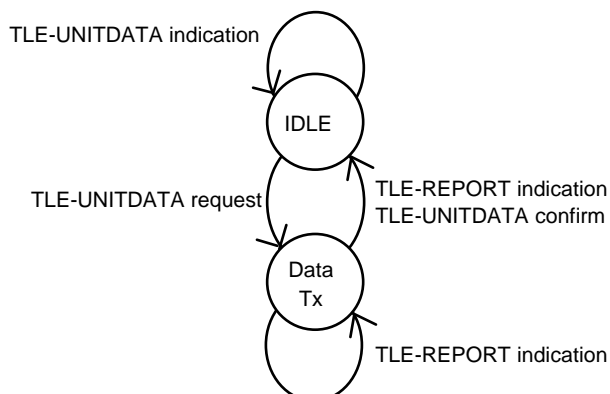 TLE-UNITDATA indication
IDLE
TLE-UNITDATA request
TLE-REPORT indication
TLE-UNITDATA confirm
Data
Tx
TLE-REPORT indication